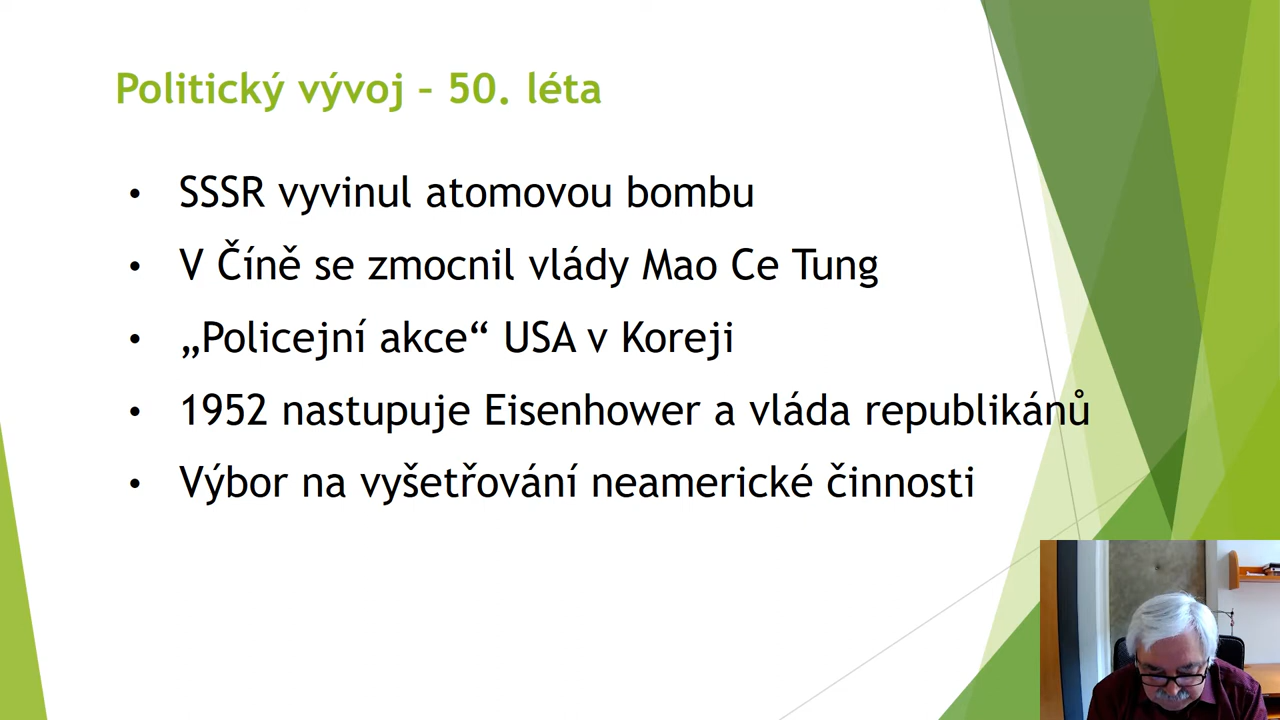 Politický vývoj – 50. léta
• SSSR vyvinul atomovou bombu
• V Číně se zmocnil vlády Mao Ce Tung
• „Policejní akce“ USA v Koreji
• 1952 nastupuje Eisenhower a vláda republikánů
• Výbor na vyšetřování neamerické činnosti